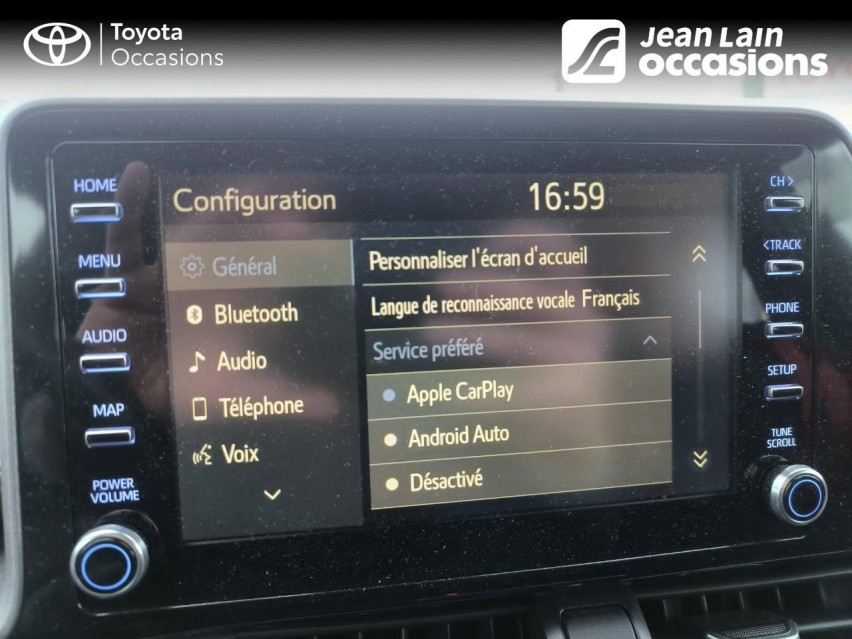 Toyota
Occasions
Jean Lain
occasions
HOME
MENU
AUDIO
MAP
POWER
VOLUME
Configuration
16:59
Général
Bluetooth
Audio
Téléphone
Voix
Personnaliser l'écran d'accueil
Langue de reconnaissance vocale Français
Service préféré
Apple CarPlay
Android Auto
Désactivé
CH >
< TRACK
PHONE
SETUP
TUNE
SCROLL